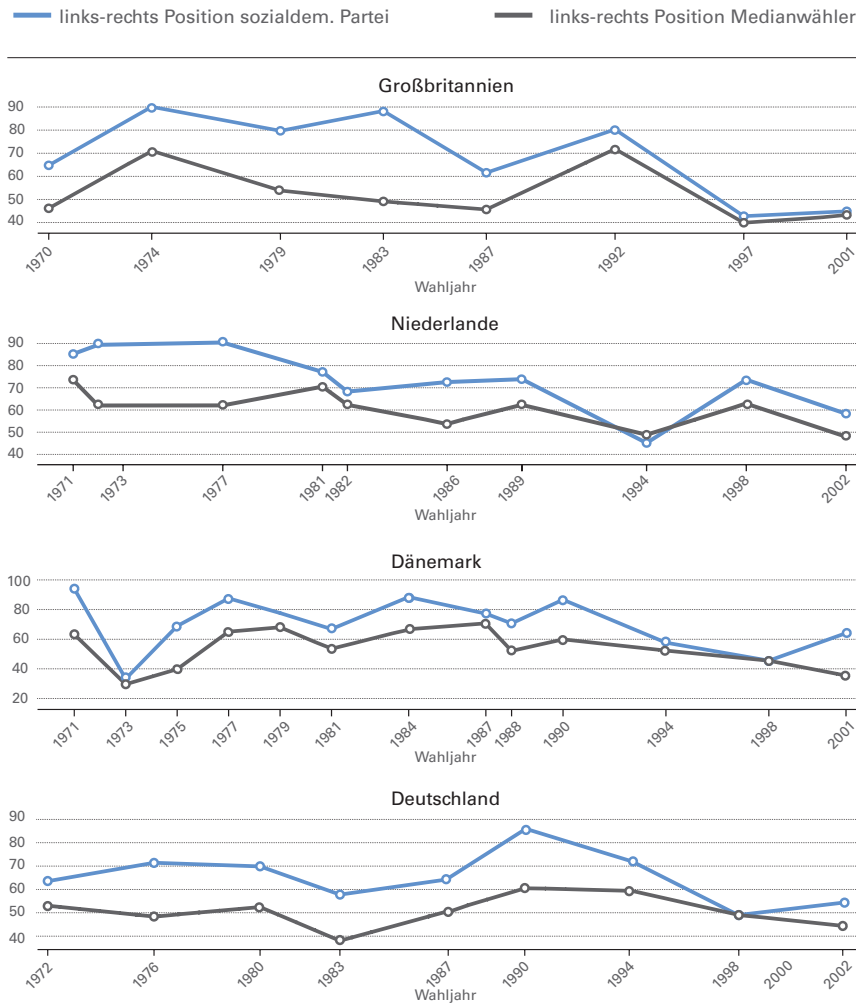 links-rechts Position sozialdem. Partei links-rechts Position Medianwähler
Großbritannien
90
80
70
60
50
40
1970 1974 1979 1983 1987 1992 1997 2001
Wahljahr
Niederlande
90
80
70
60
50
40
1971 1973 1977 1981 1982 1986 1989 1994 1998 2002
Wahljahr
Dänemark
100
80
60
40
20
1971 1973 1975 1977 1979 1981 1984 1987 1988 1990 1994 1998 2001
Wahljahr
Deutschland
90
80
70
60
50
40
1972 1976 1980 1983 1987 1990 1994 1998 2000 2002
Wahljahr